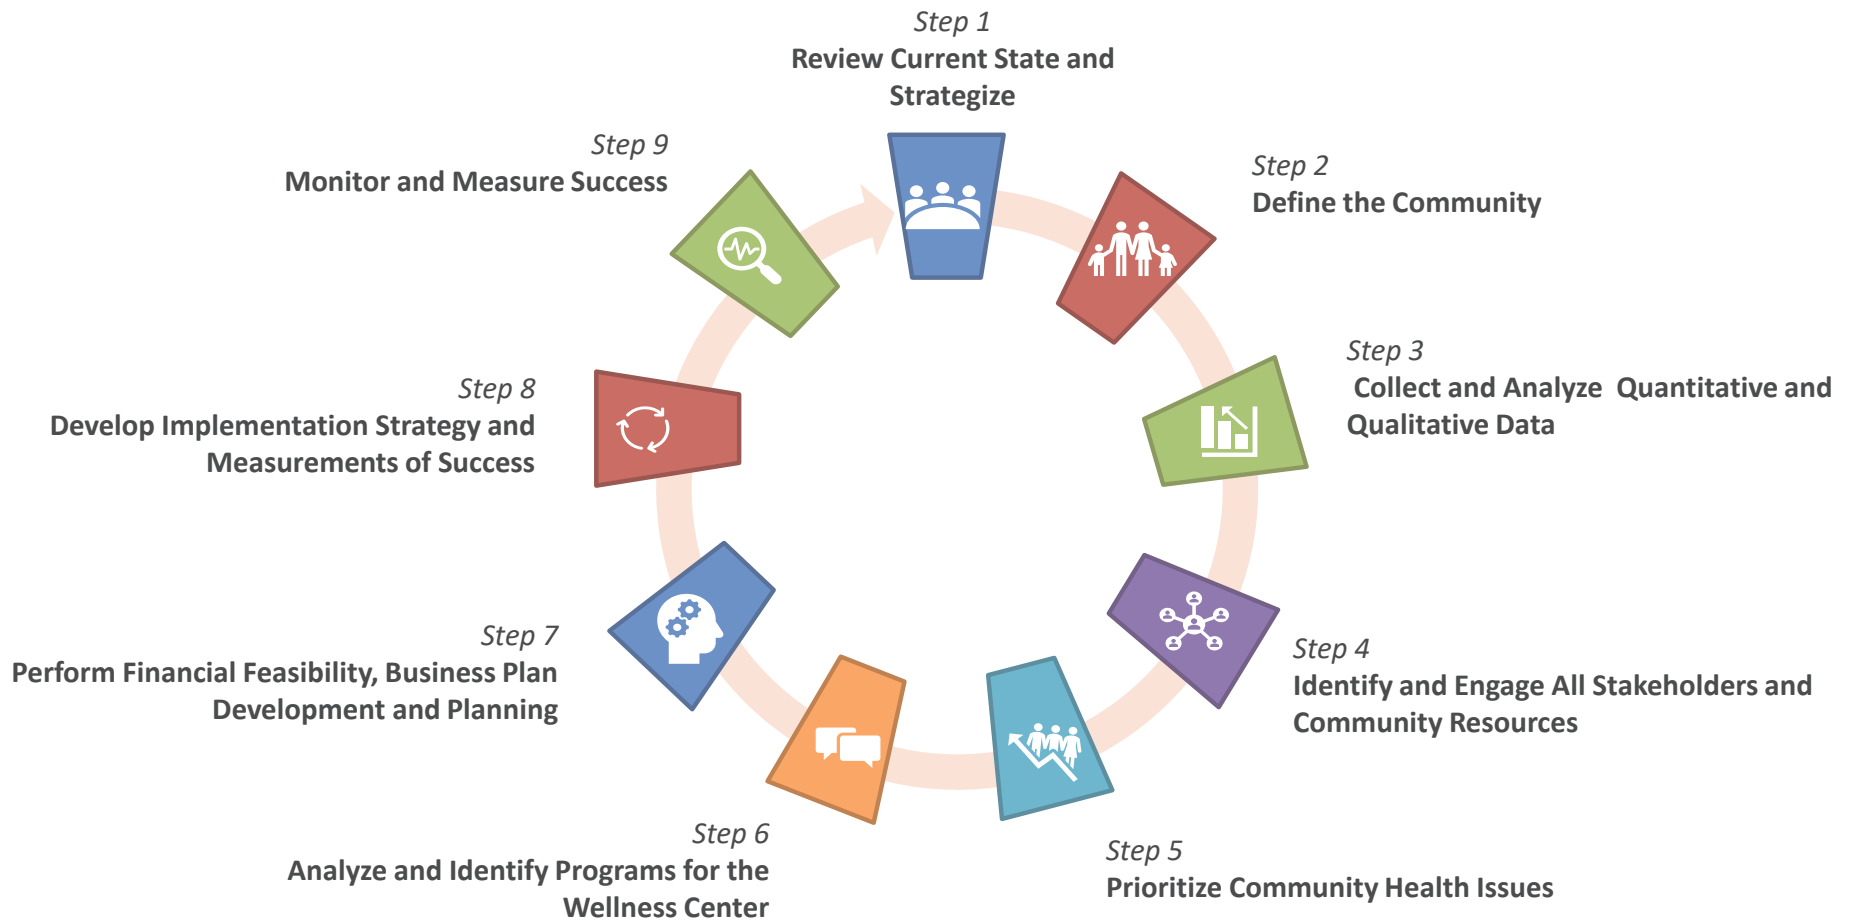 Step 1
Review Current State and
Strategize
Step 2
Define the Community
Step 3
Collect and Analyze  Quantitative and
Qualitative Data
Step 4
Identify and Engage All Stakeholders and
Community Resources
Step 5
Prioritize Community Health Issues
Step 6
Analyze and Identify Programs for the
Wellness Center
Step 7
Perform Financial Feasibility, Business Plan
Development and Planning
Step 8
Develop Implementation Strategy and
Measurements of Success
Step 9
Monitor and Measure Success